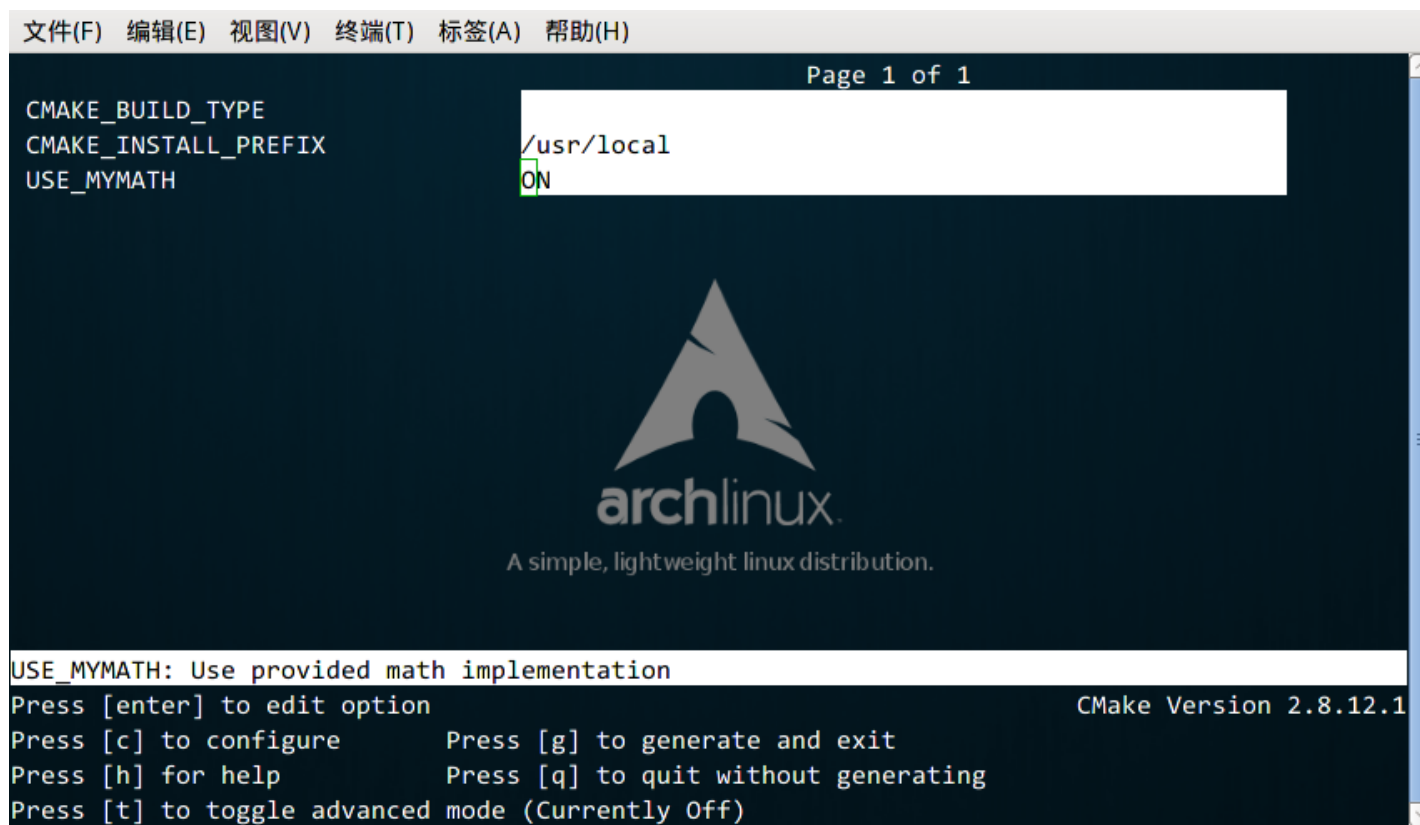 文件(F) 编辑(E) 视图(V) 终端(T) 标签(A) 帮助(H)
Page 1 of 1
CMAKE_BUILD_TYPE
CMAKE_INSTALL_PREFIX /usr/local
USE_MYMATH ON
archlinux™
A simple, lightweight linux distribution.
USE_MYMATH: Use provided math implementation
Press [enter] to edit option CMake Version 2.8.12.1
Press [c] to configure Press [g] to generate and exit
Press [h] for help Press [q] to quit without generating
Press [t] to toggle advanced mode (Currently Off)